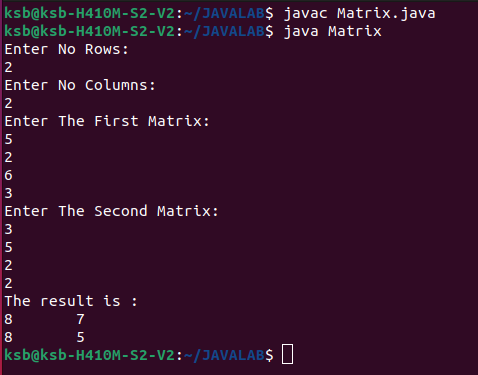 ksb@ksb-H410M-S2-V2:~/JAVALAB$ javac Matrix.java
ksb@ksb-H410M-S2-V2:~/JAVALAB$ java Matrix
Enter No Rows:
2
Enter No Columns:
2
Enter The First Matrix:
5
2
6
3
Enter The Second Matrix:
3
5
2
2
The result is :
8	7
8	5
ksb@ksb-H410M-S2-V2:~/JAVALAB$